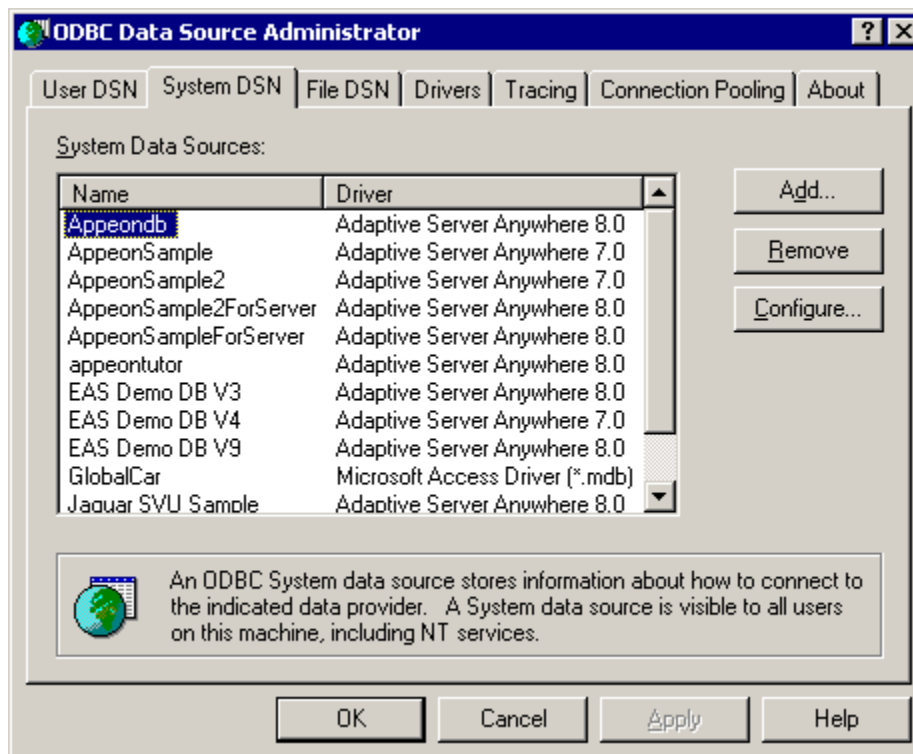 ODBC Data Source Administrator
User DSN System DSN File DSN Drivers Tracing Connection Pooling About
System Data Sources:
Name Driver
Appeondb Adaptive Server Anywhere 8.0
AppeonSample Adaptive Server Anywhere 7.0
AppeonSample2 Adaptive Server Anywhere 7.0
AppeonSample2ForServer Adaptive Server Anywhere 8.0
AppeonSampleForServer Adaptive Server Anywhere 8.0
appeontutor Adaptive Server Anywhere 8.0
EAS Demo DB V3 Adaptive Server Anywhere 8.0
EAS Demo DB V4 Adaptive Server Anywhere 7.0
EAS Demo DB V9 Adaptive Server Anywhere 8.0
GlobalCar Microsoft Access Driver (*.mdb)
Jaguar SVU Sample Adaptive Server Anywhere 8.0
Add...
Remove
Configure...
An ODBC System data source stores information about how to connect to
the indicated data provider. A System data source is visible to all users
on this machine, including NT services.
OK Cancel Apply Help